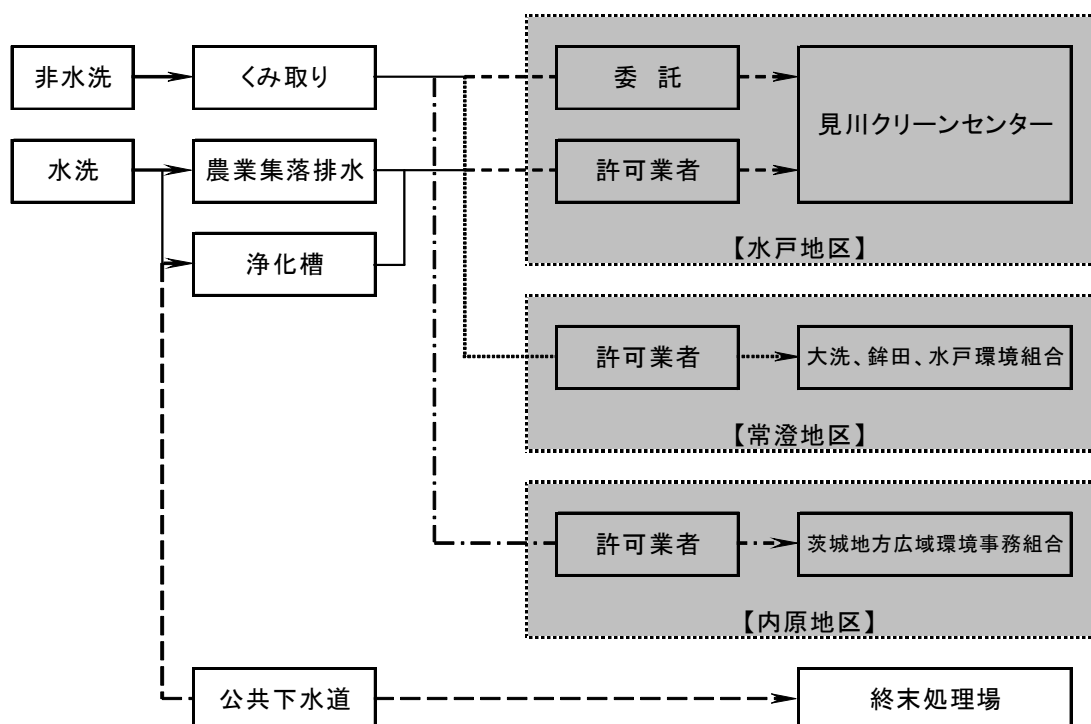 非水洗
くみ取り
委 託
見川クリーンセンター
水洗
農業集落排水
許可業者
浄化槽
【水戸地区】
許可業者
大洗、鉾田、水戸環境組合
【常澄地区】
許可業者
茨城地方広域環境事務組合
【内原地区】
公共下水道
終末処理場